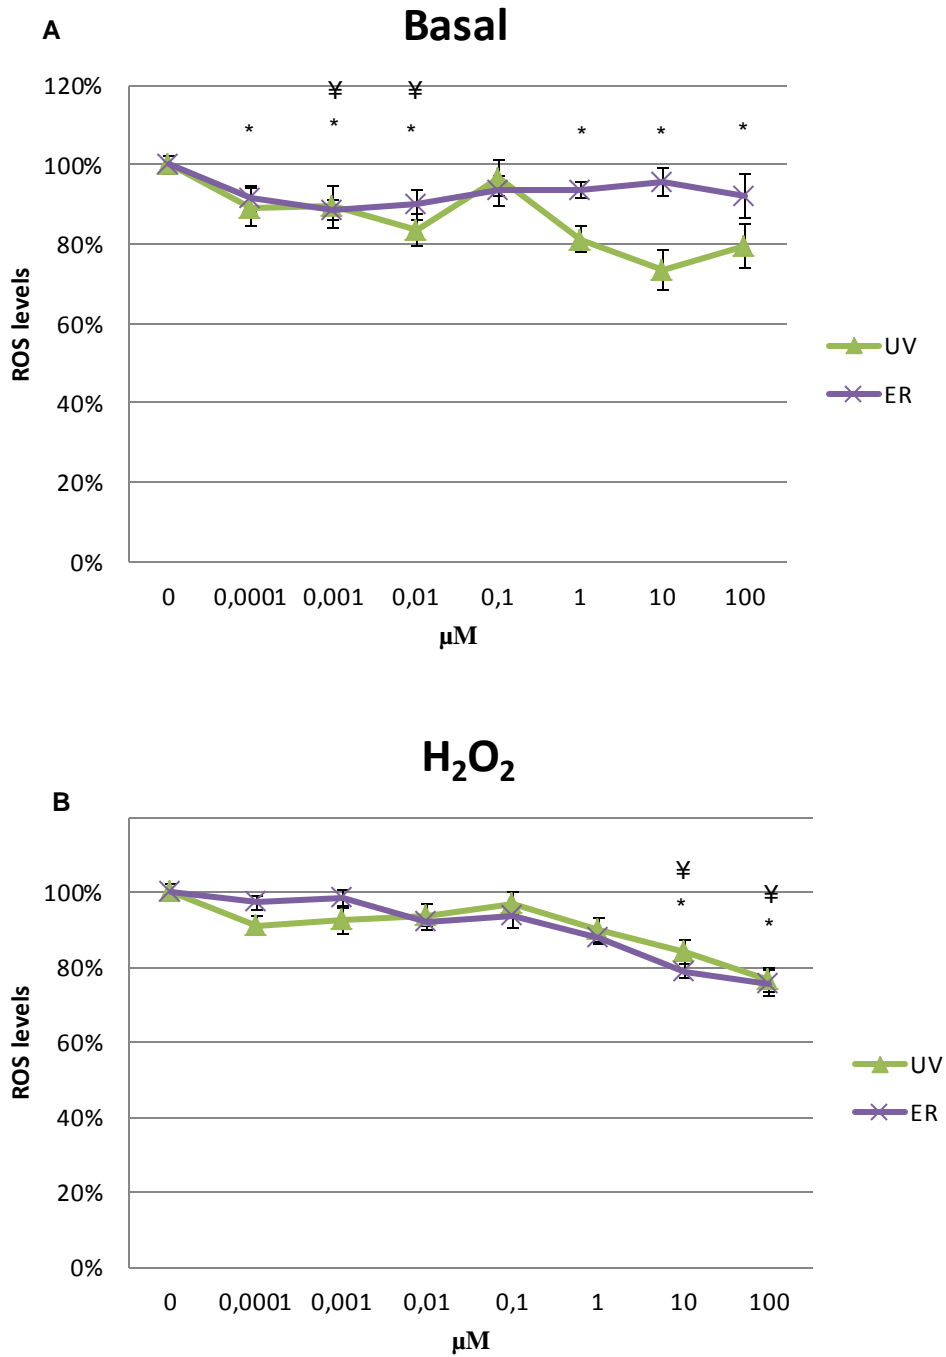 A
Basal
120%
¥ ¥
* * * * * *
100%
80%
60%
40%
20%
0%
ROS levels
0 0,0001 0,001 0,01 0,1 1 10 100
µM
UV
ER
H₂O₂
B
¥ ¥
* *
100%
80%
60%
40%
20%
0%
ROS levels
0 0,0001 0,001 0,01 0,1 1 10 100
µM
UV
ER